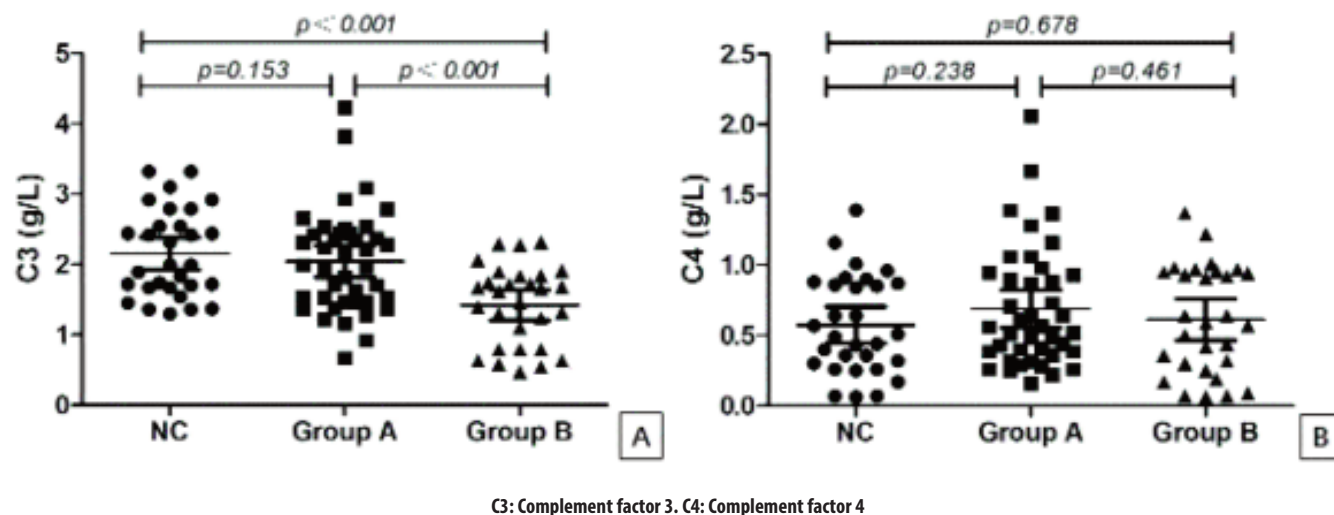 p<0.001
p=0.153 p<0.001
5
4
3
2
1
0
C3 (g/L)
NC Group A Group B
A
p=0.678
p=0.238 p=0.461
2.5
2.0
1.5
1.0
0.5
0.0
C4 (g/L)
NC Group A Group B
B
C3: Complement factor 3. C4: Complement factor 4